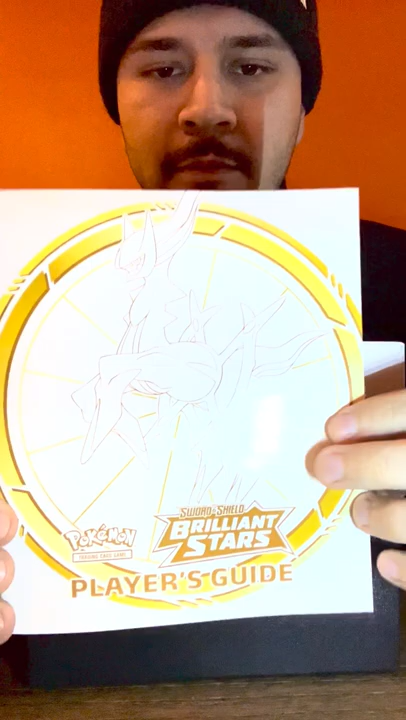 Pokémon
TRADING CARD GAME
SWORD & SHIELD
BRILLIANT
STARS
PLAYER'S GUIDE